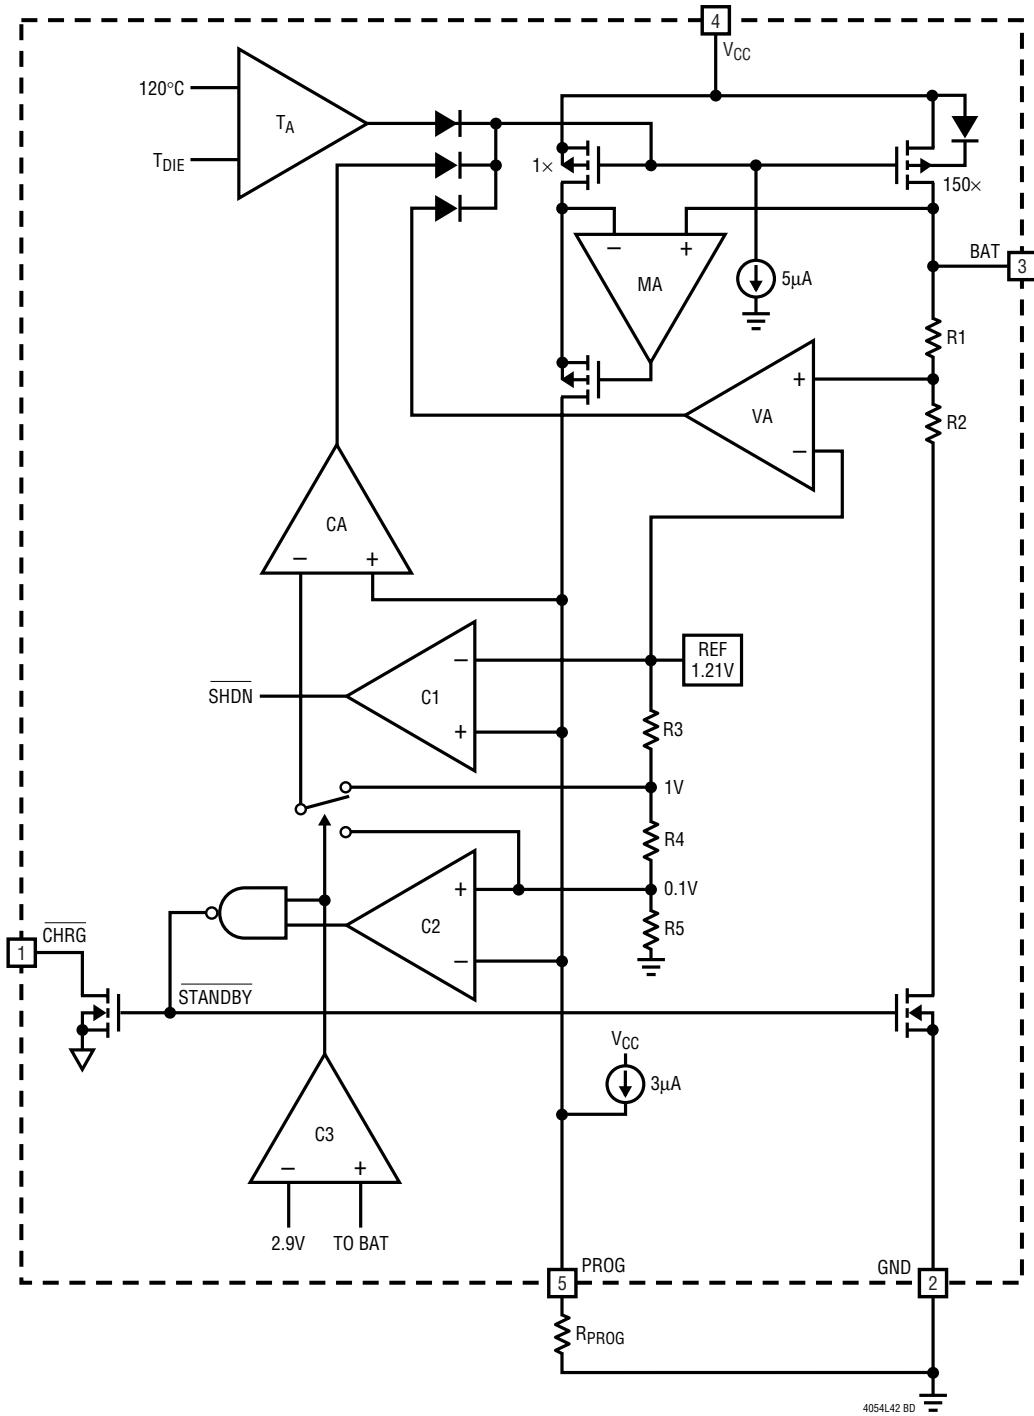 4
VCC
120°C
TA
TDIE
1×
150×
– +
MA
5µA
BAT
3
R1
+
VA
R2
–
CA
– +
REF
1.21V
–
SHDN
C1
+
R3
1V
R4
+
0.1V
C2
R5
CHRG
1
–
STANDBY
VCC
3µA
C3
– +
2.9V TO BAT
PROG
GND
5
2
RPROG
4054L42 BD